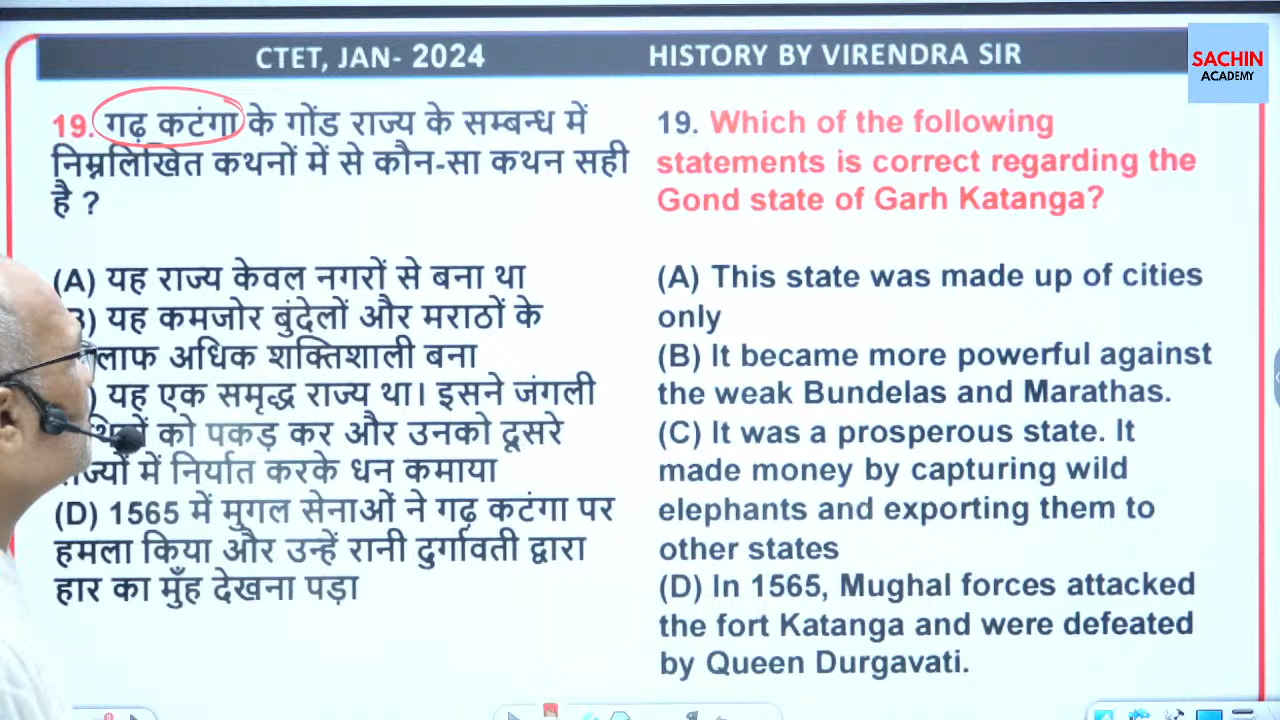 CTET, JAN- 2024
HISTORY BY VIRENDRA SIR
SACHIN
ACADEMY
19. गढ़ कटंगा के गोंड राज्य के सम्बन्ध में
निम्नलिखित कथनों में से कौन-सा कथन सही
है ?
(A) यह राज्य केवल नगरों से बना था
) यह कमजोर बुंदेलों और मराठों के
लाफ अधिक शक्तिशाली बना
) यह एक समृद्ध राज्य था। इसने जंगली
को पकड़ कर और उनको दूसरे
में निर्यात करके धन कमाया
(D) 1565 में मुगल सेनाओं ने गढ़ कटंगा पर
हमला किया और उन्हें रानी दुर्गावती द्वारा
हार का मुँह देखना पड़ा
19. Which of the following
statements is correct regarding the
Gond state of Garh Katanga?
(A) This state was made up of cities
only
(B) It became more powerful against
the weak Bundelas and Marathas.
(C) It was a prosperous state. It
made money by capturing wild
elephants and exporting them to
other states
(D) In 1565, Mughal forces attacked
the fort Katanga and were defeated
by Queen Durgavati.